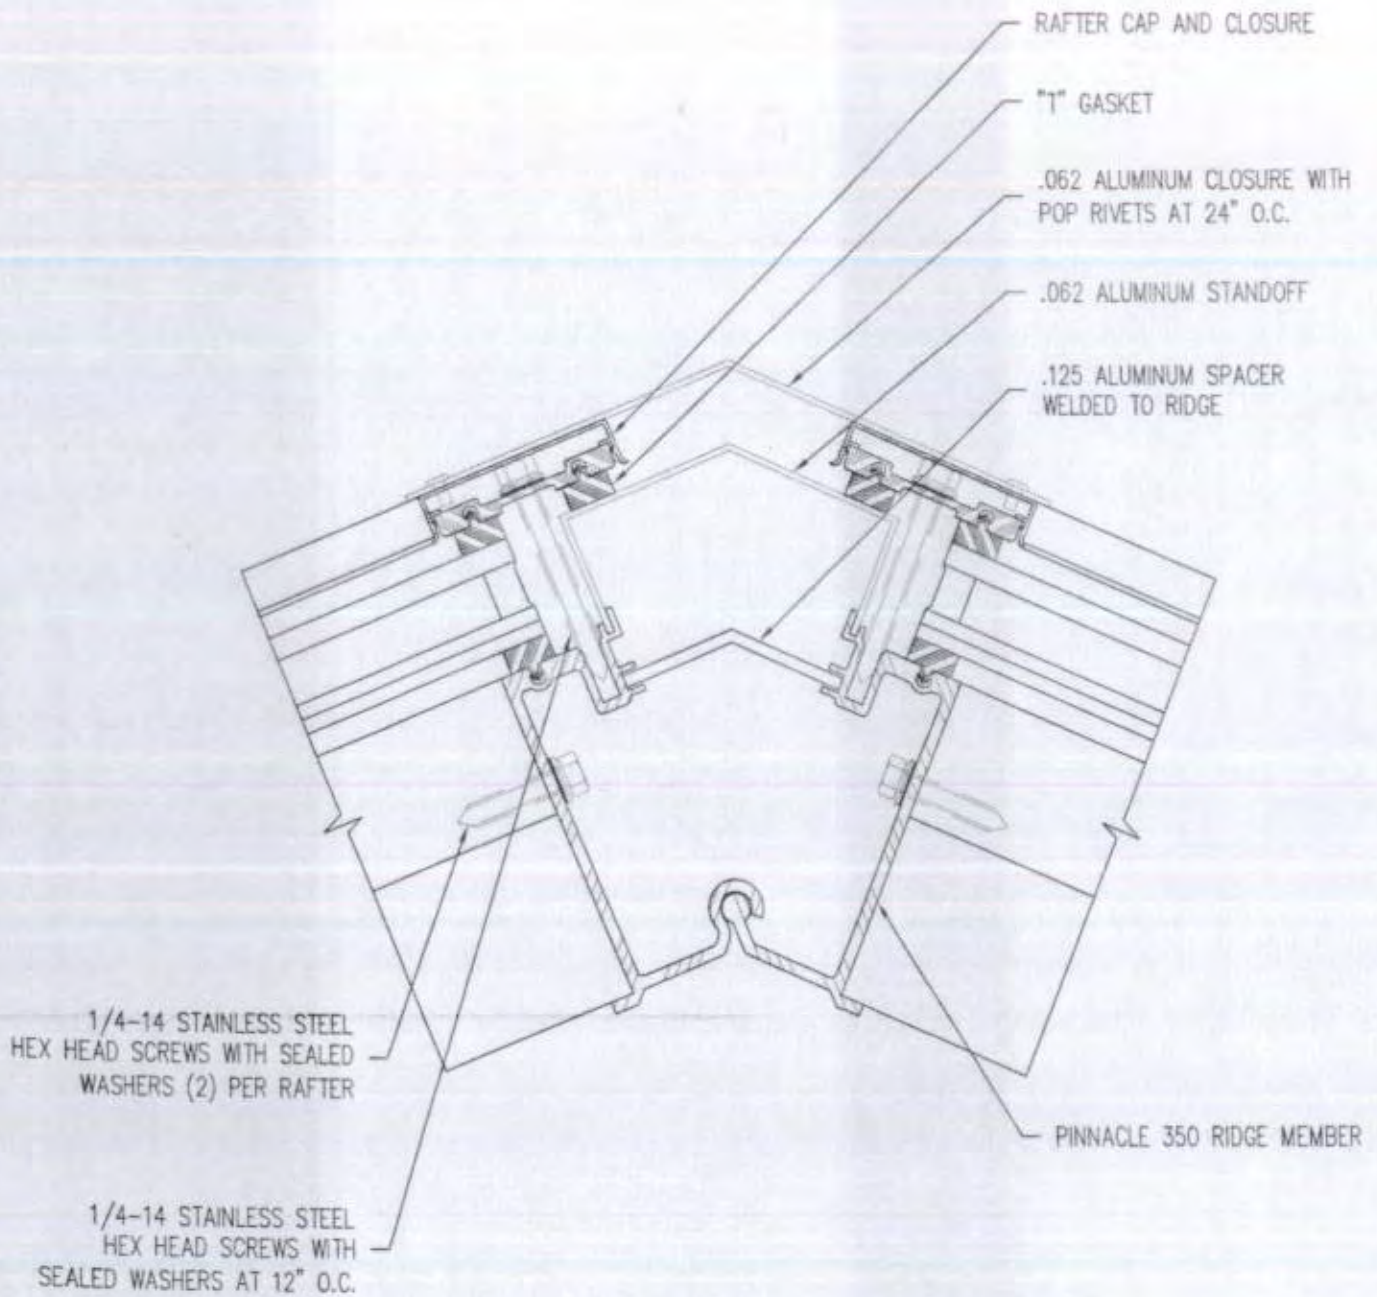 RAFTER CAP AND CLOSURE
"T" GASKET
.062 ALUMINUM CLOSURE WITH
POP RIVETS AT 24" O.C.
.062 ALUMINUM STANDOFF
.125 ALUMINUM SPACER
WELDED TO RIDGE
1/4-14 STAINLESS STEEL
HEX HEAD SCREWS WITH SEALED
WASHERS (2) PER RAFTER
PINNACLE 350 RIDGE MEMBER
1/4-14 STAINLESS STEEL
HEX HEAD SCREWS WITH
SEALED WASHERS AT 12" O.C.